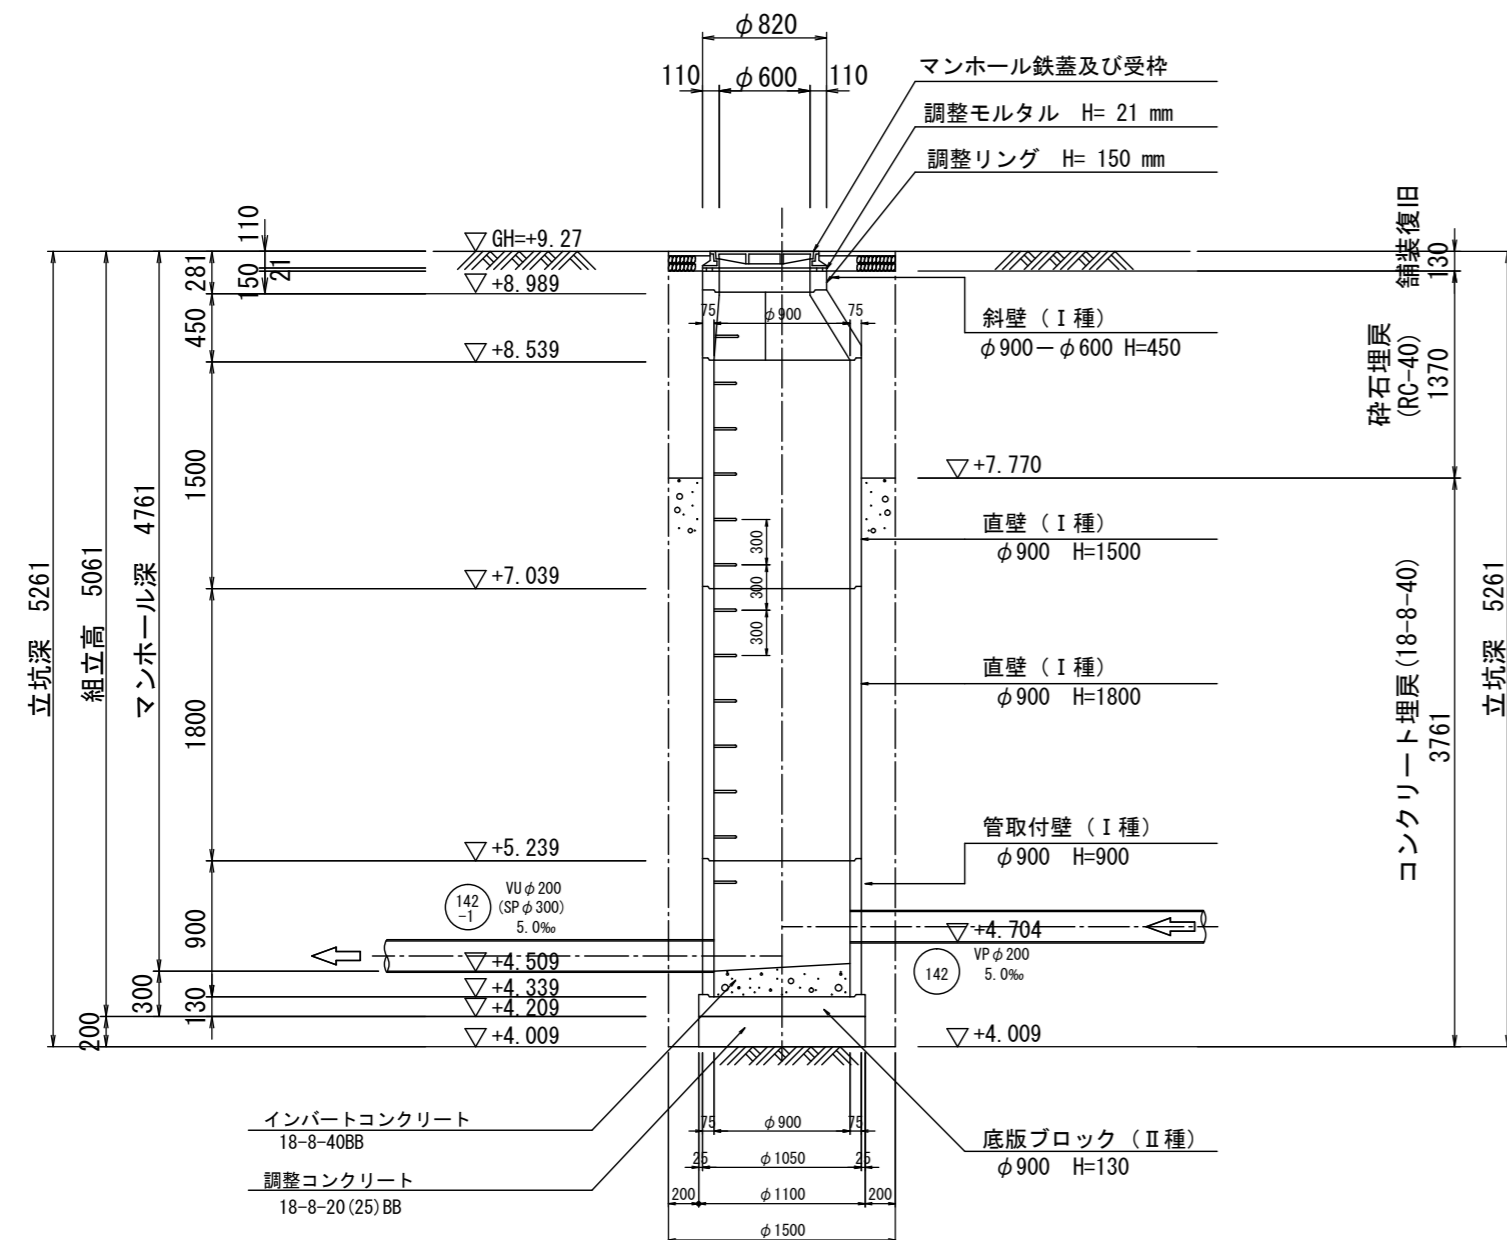 φ820
110 φ600 110
マンホール鉄蓋及び受枠
調整モルタル H= 21 mm
調整リング H= 150 mm
110
21
150
281
450
1500
1800
900
130
300
200
マンホール深 4761
組立高 5061
立坑深 5261
GH=+9.27
+8.989
+8.539
+7.039
+5.239
+4.509
+4.339
+4.209
+4.009
142
-1
VUφ200
(SPφ300)
5.0‰
75 φ900 75
300
300
300
斜壁（Ⅰ種）
φ900−φ600 H=450
+7.770
直壁（Ⅰ種）
φ900 H=1500
直壁（Ⅰ種）
φ900 H=1800
管取付壁（Ⅰ種）
φ900 H=900
+4.704
142
VPφ200
5.0‰
+4.009
舗装復旧
130
砕石埋戻
(RC-40)
1370
コンクリート埋戻(18-8-40)
3761
立坑深 5261
インバートコンクリート
18-8-40BB
調整コンクリート
18-8-20(25)BB
底版ブロック（Ⅱ種）
φ900 H=130
75 φ900 75
25 φ1050 25
200 φ1100 200
φ1500